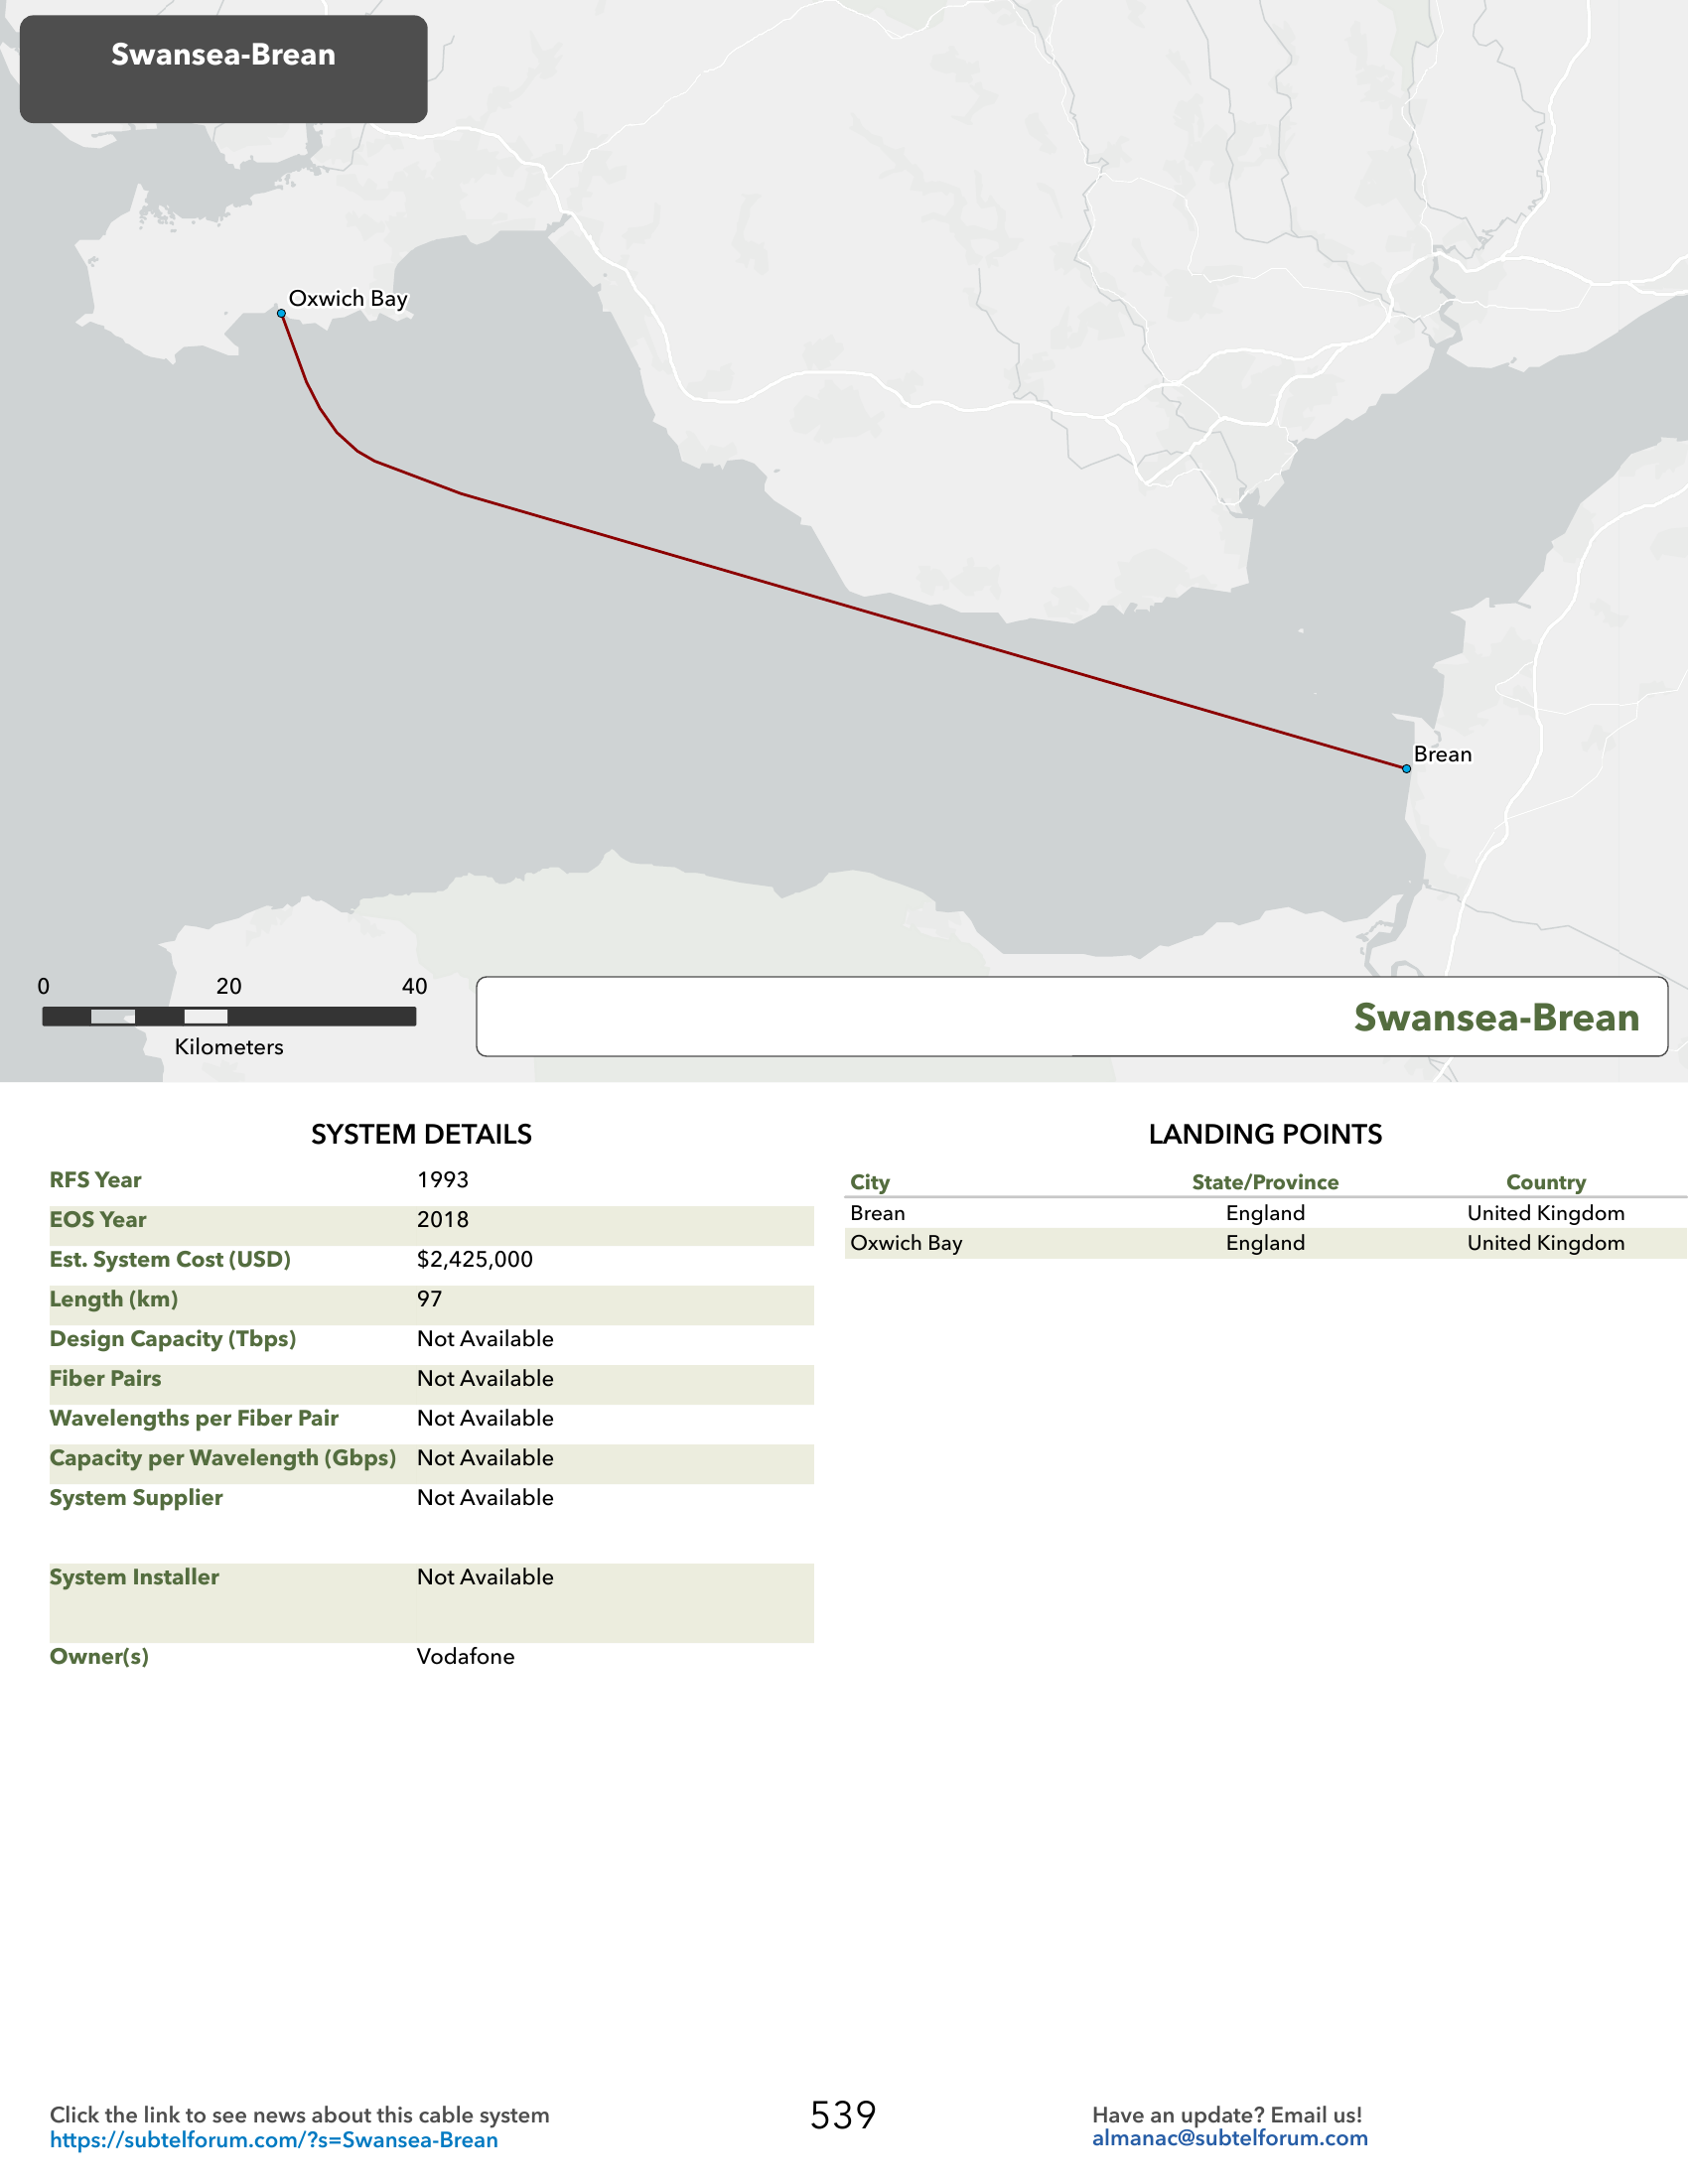 Swansea-Brean
Oxwich Bay
Brean
0 20 40
Kilometers
Swansea-Brean
SYSTEM DETAILS
RFS Year 1993
EOS Year 2018
Est. System Cost (USD) $2,425,000
Length (km) 97
Design Capacity (Tbps) Not Available
Fiber Pairs Not Available
Wavelengths per Fiber Pair Not Available
Capacity per Wavelength (Gbps) Not Available
System Supplier Not Available
System Installer Not Available
Owner(s) Vodafone
LANDING POINTS
City State/Province Country
Brean England United Kingdom
Oxwich Bay England United Kingdom
Click the link to see news about this cable system
https://subtelforum.com/?s=Swansea-Brean
539
Have an update? Email us!
almanac@subtelforum.com